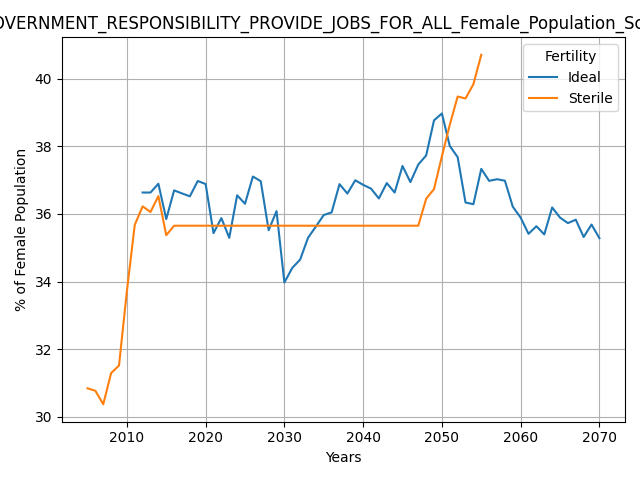 OVERNMENT_RESPONSIBILITY_PROVIDE_JOBS_FOR_ALL_Female_Population_So
Fertility
Ideal
Sterile
% of Female Population
40
38
36
34
32
30
2010 2020 2030 2040 2050 2060 2070
Years